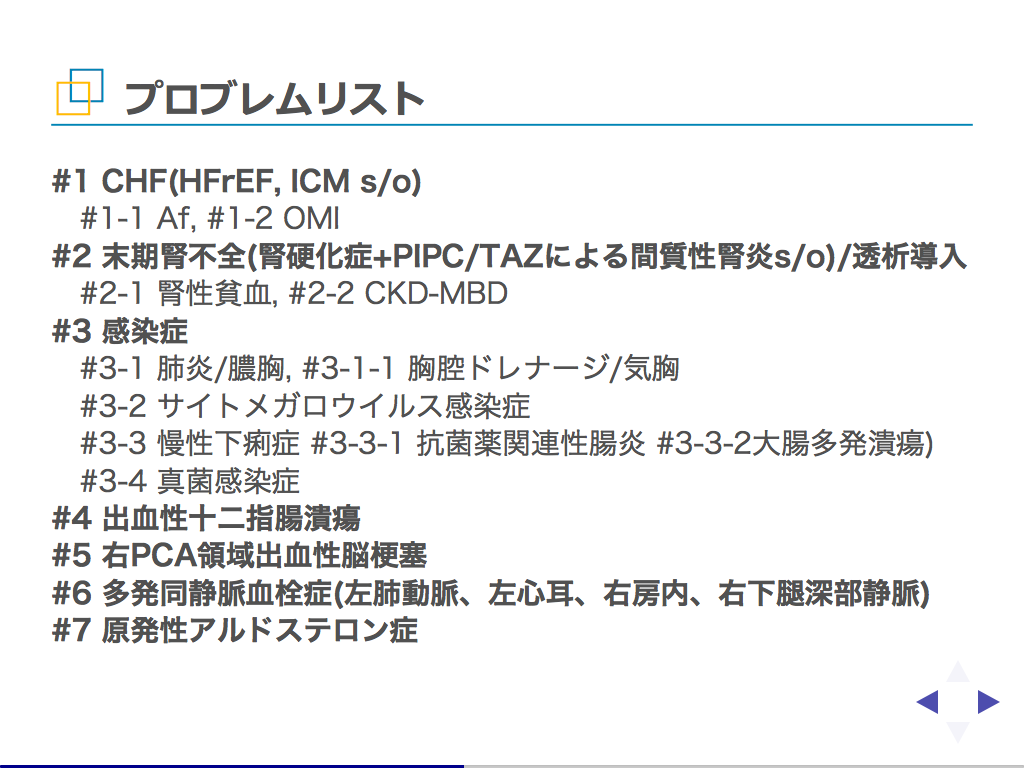 プロブレムリスト
#1 CHF(HFrEF, ICM s/o)
#1-1 Af, #1-2 OMI
#2 末期腎不全(腎硬化症+PIPC/TAZによる間質性腎炎s/o)/透析導入
#2-1 腎性貧血, #2-2 CKD-MBD
#3 感染症
#3-1 肺炎/膿胸, #3-1-1 胸腔ドレナージ/気胸
#3-2 サイトメガロウイルス感染症
#3-3 慢性下痢症 #3-3-1 抗菌薬関連性腸炎 #3-3-2大腸多発潰瘍)
#3-4 真菌感染症
#4 出血性十二指腸潰瘍
#5 右PCA領域出血性脳梗塞
#6 多発同静脈血栓症(左肺動脈、左心耳、右房内、右下腿深部静脈)
#7 原発性アルドステロン症